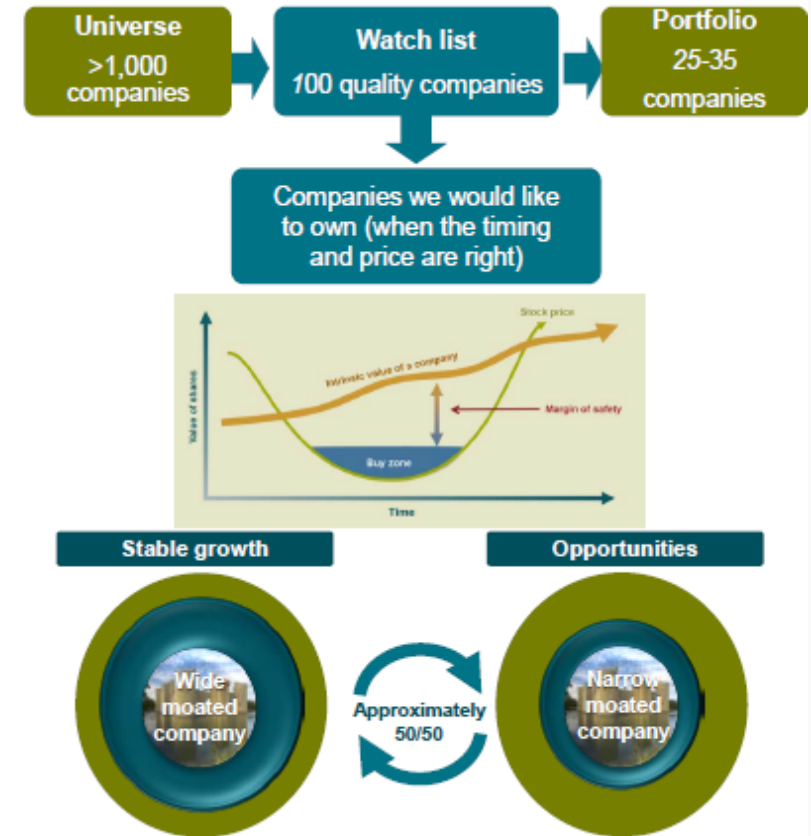 Universe
>1,000
companies
Watch list
100 quality companies
Portfolio
25-35
companies
Companies we would like
to own (when the timing
and price are right)
Stock price
Intrinsic value of a company
Value of shares
Margin of safety
Buy zone
Time
Stable growth
Opportunities
Wide
moated
company
Approximately
50/50
Narrow
moated
company